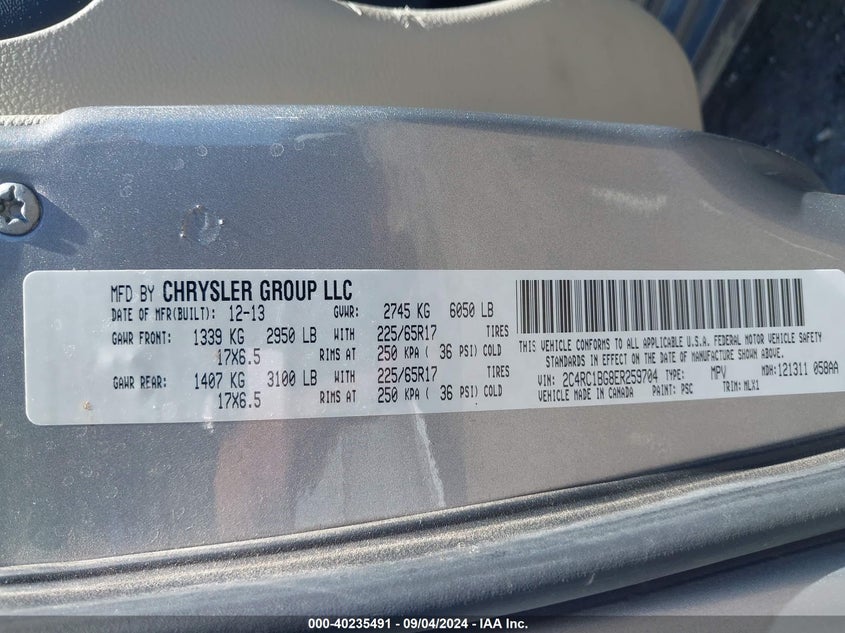 MFD BY CHRYSLER GROUP LLC
DATE OF MFR(BUILT): 12-13 GVWR: 2745 KG 6050 LB
GAWR FRONT: 1339 KG 2950 LB WITH 225/65R17 TIRES
17X6.5 RIMS AT 250 KPA ( 36 PSI) COLD
GAWR REAR: 1407 KG 3100 LB WITH 225/65R17 TIRES
17X6.5 RIMS AT 250 KPA ( 36 PSI) COLD
THIS VEHICLE CONFORMS TO ALL APPLICABLE U.S.A. FEDERAL MOTOR VEHICLE SAFETY
STANDARDS IN EFFECT ON THE DATE OF MANUFACTURE SHOWN ABOVE
VIN: 2C4RC1BG8ER259704 TYPE: MPV MDH:121311 058AA
VEHICLE MADE IN CANADA PAINT: PSC TRIM: MLX1
000-40235491 - 09/04/2024 - IAAI.com